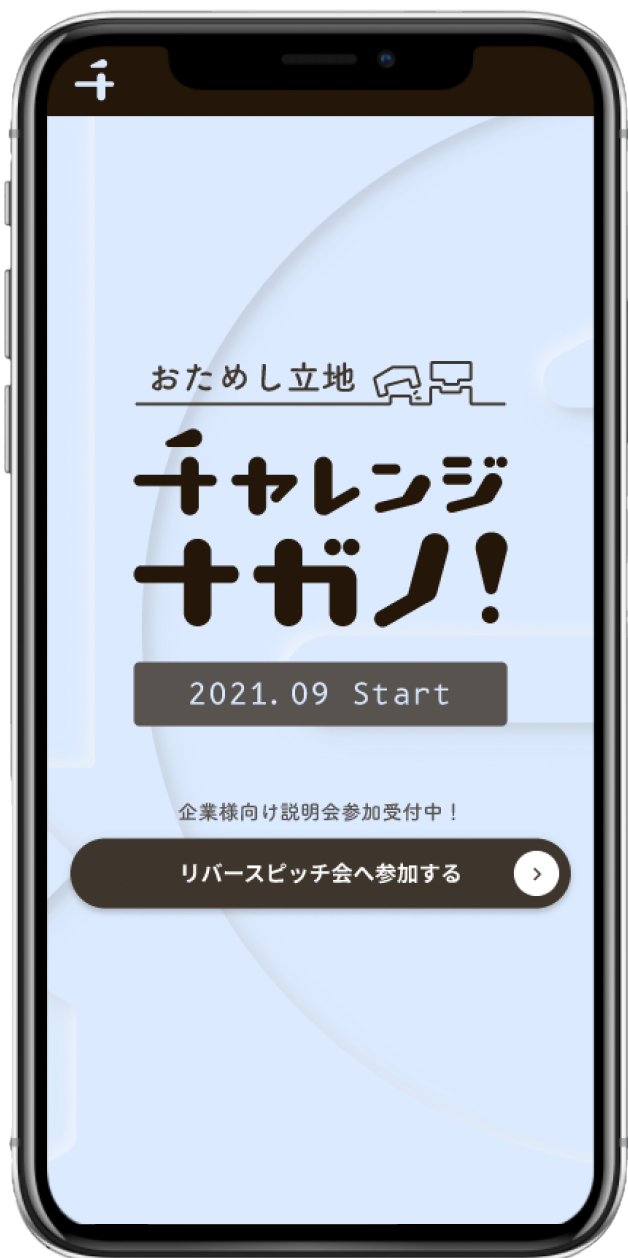 チ
おためし立地
チャレンジ
ナガノ!
2021.09 Start
企業様向け説明会参加受付中！
リバースピッチ会へ参加する